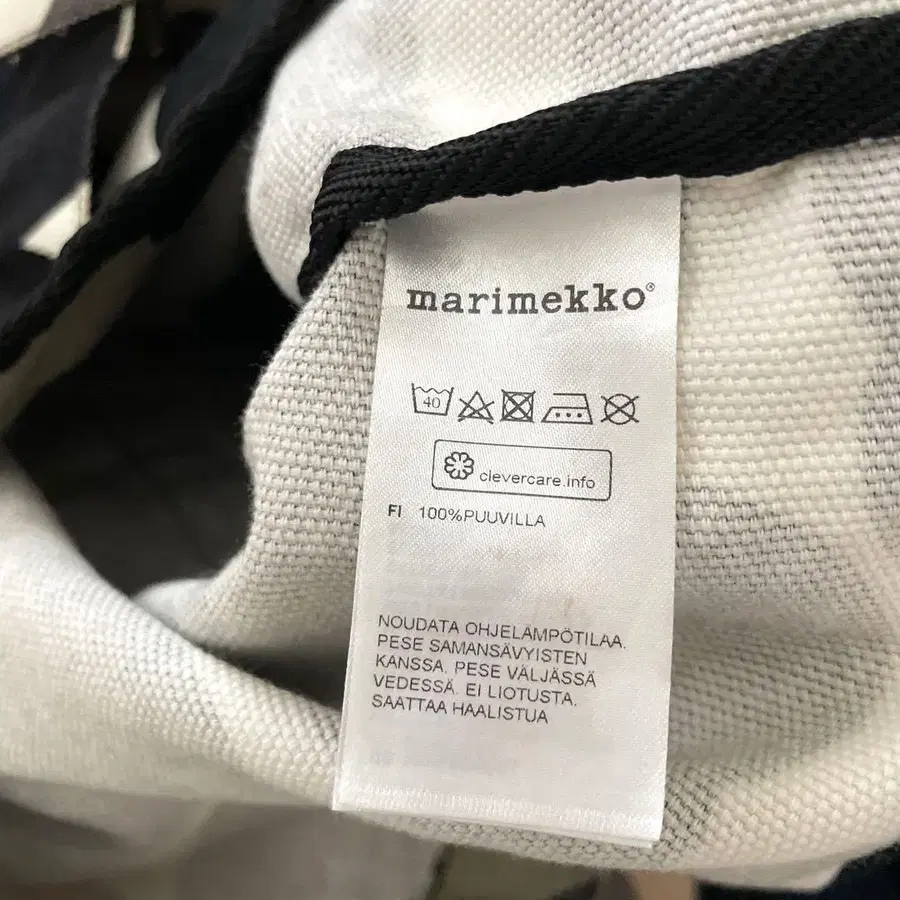 marimekko®
40
clevercare.info
FI 100%PUUVILLA
NOUDATA OHJELÄMPÖTILAA.
PESE SAMANSÄVYISTEN
KANSSA. PESE VÄLJÄSSÄ
VEDESSÄ. EI LIOTUSTA.
SAATTAA HAALISTUA